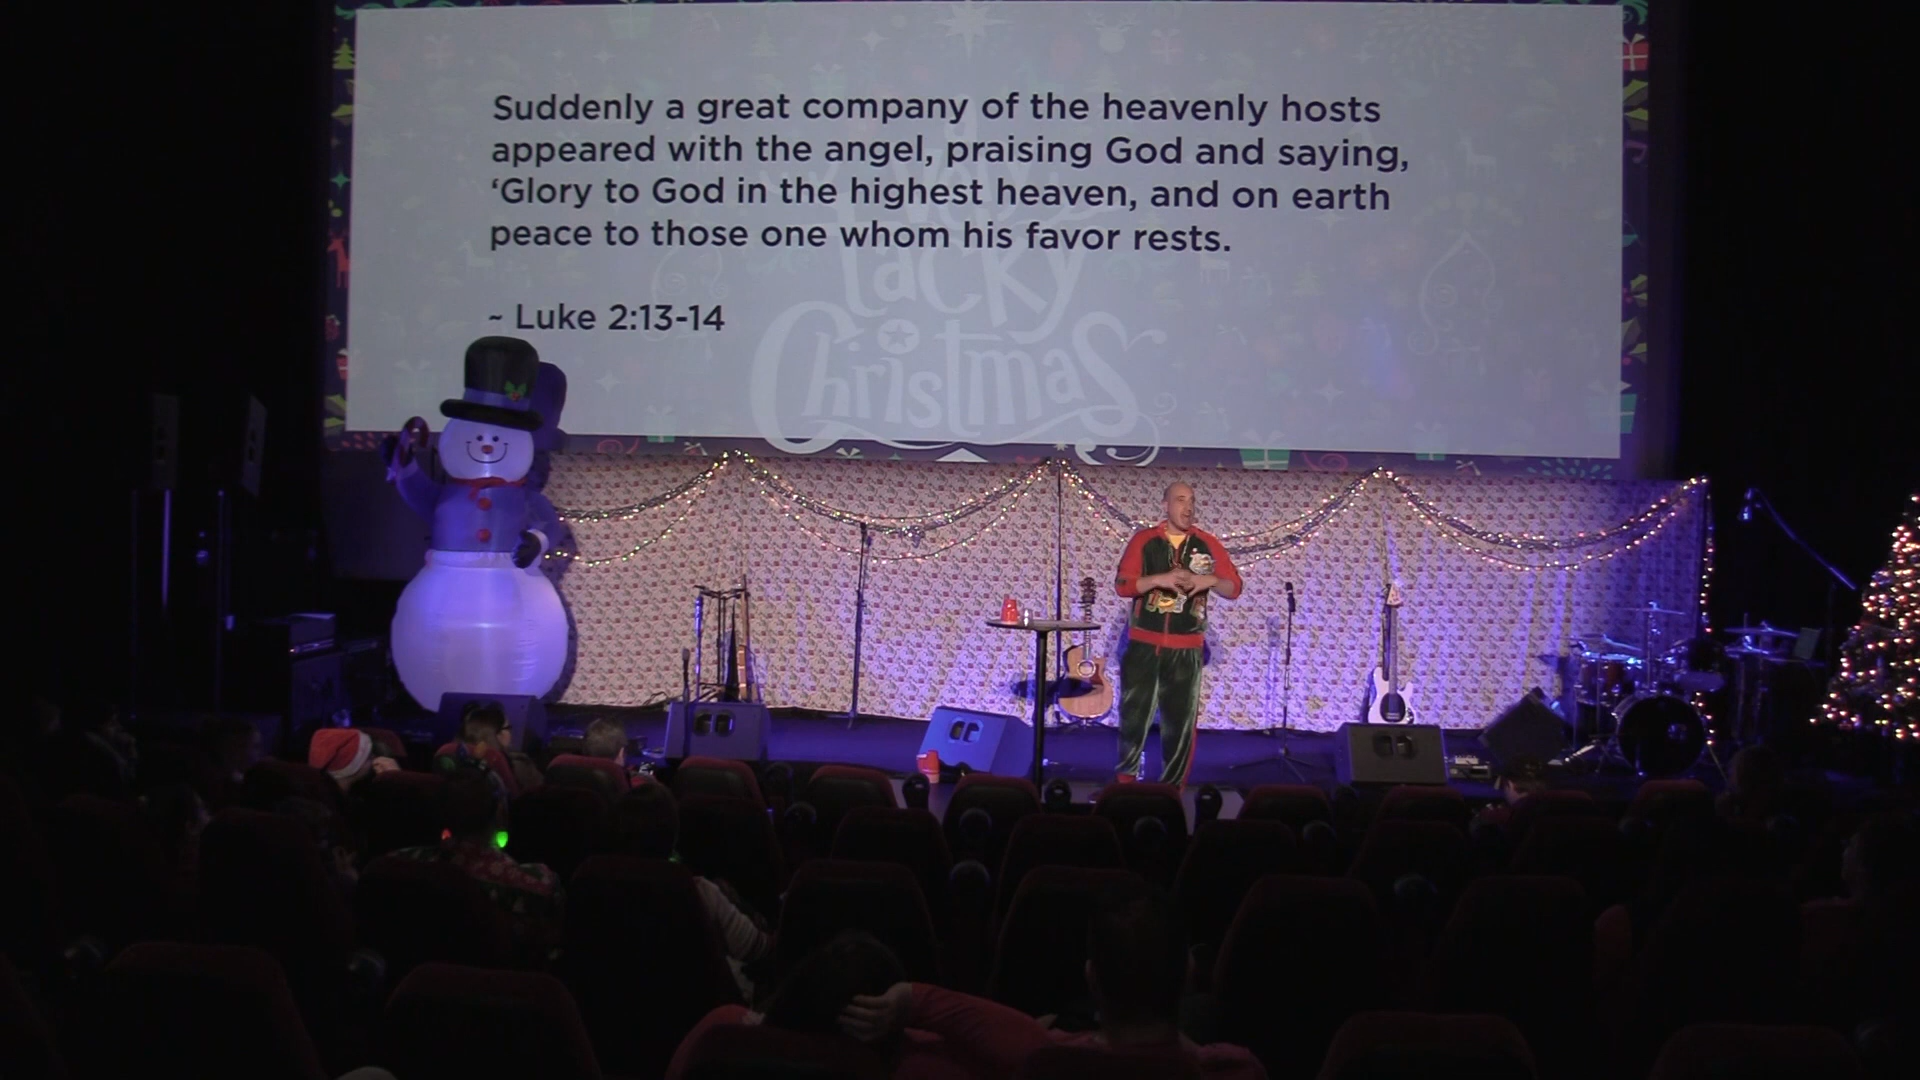 Suddenly a great company of the heavenly hosts
appeared with the angel, praising God and saying,
‘Glory to God in the highest heaven, and on earth
peace to those one whom his favor rests.
~ Luke 2:13-14
Tacky
Christmas